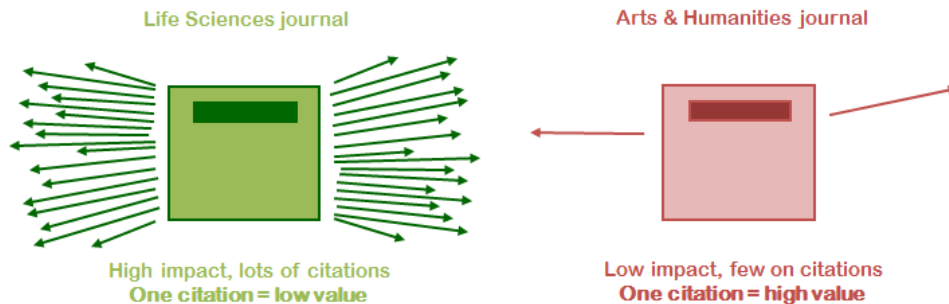 Life Sciences journal
Arts & Humanities journal
High impact, lots of citations
One citation = low value
Low impact, few on citations
One citation = high value